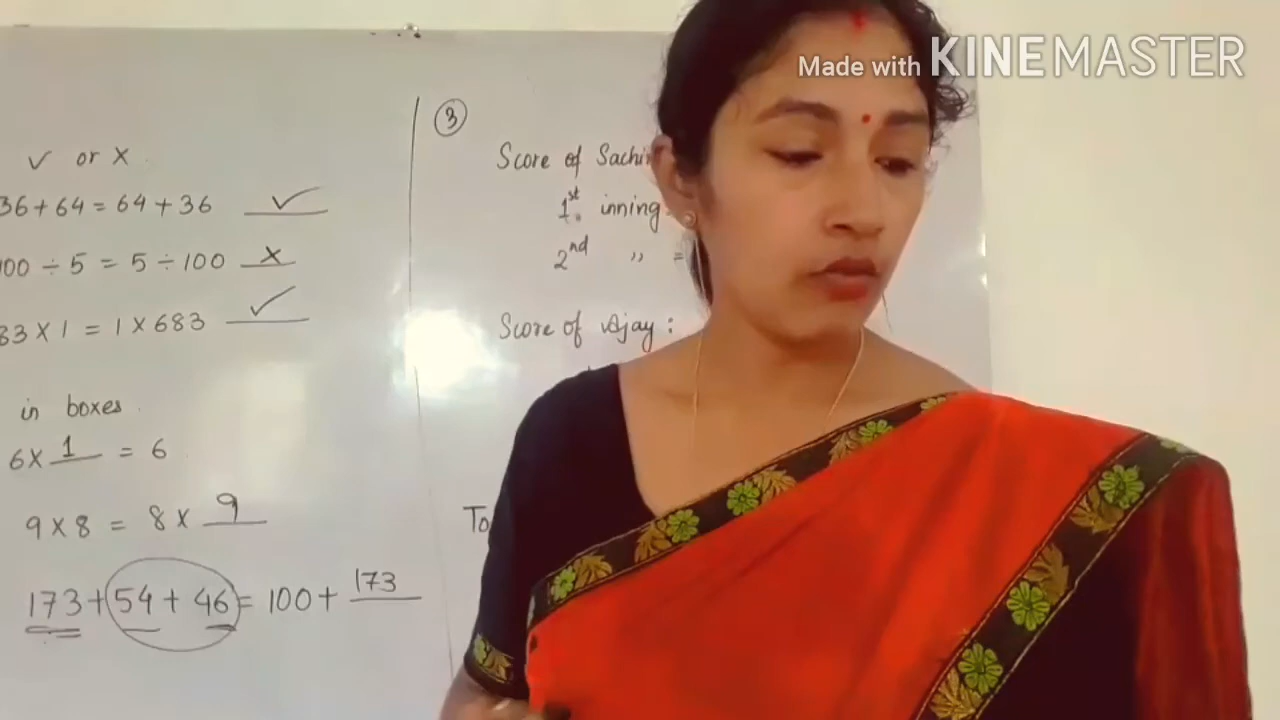 Made with KINEMASTER
✓ or X
36 + 64 = 64 + 36 ✓
100 ÷ 5 = 5 ÷ 100 X
83 X 1 = 1 X 683 ✓
in boxes
6 X 1 = 6
9 X 8 = 8 X 9
173 + 54 + 46 = 100 + 173
3
Score of Sachi
1st inning
2nd ,, =
Score of Ajay :
To